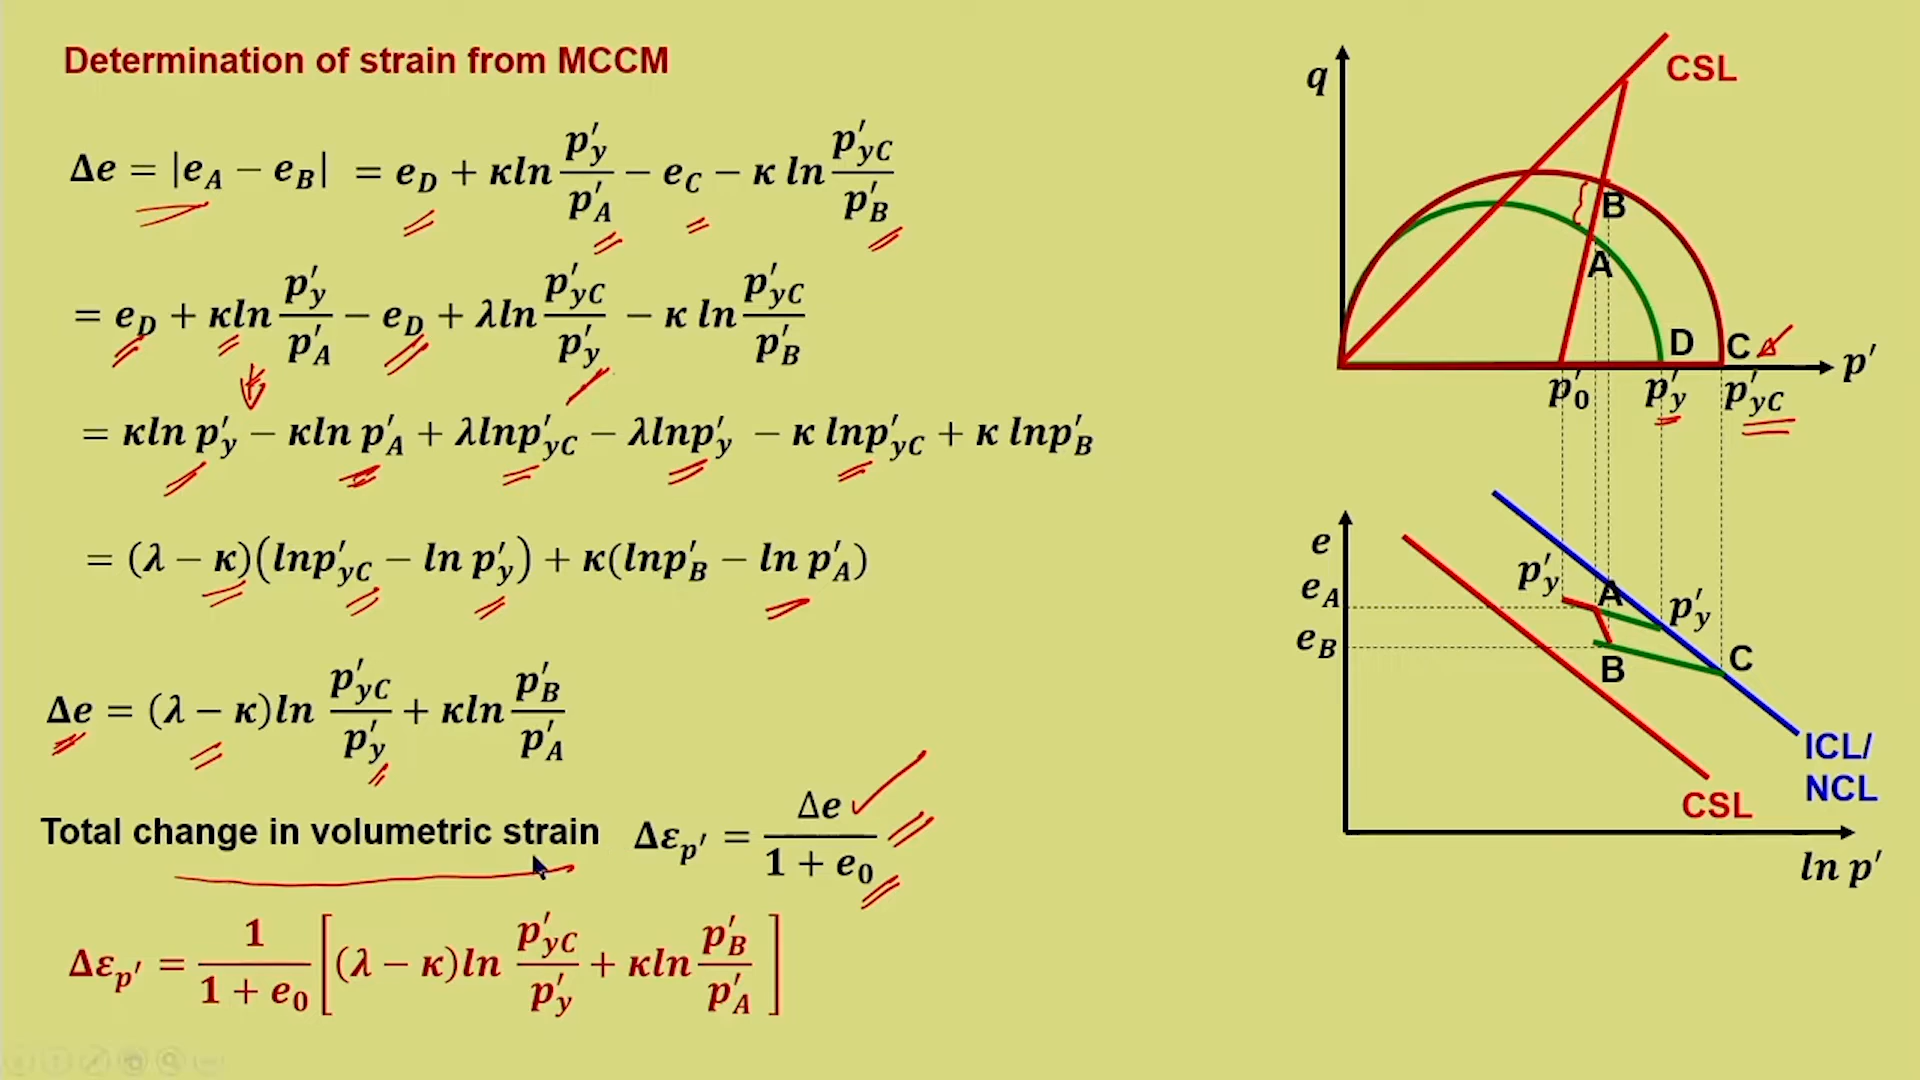 Determination of strain from MCCM
Δe = |e_A − e_B| = e_D + κln p′_y/p′_A − e_C − κ ln p′_yC/p′_B
= e_D + κln p′_y/p′_A − e_D + λln p′_yC/p′_y − κ ln p′_yC/p′_B
= κln p′_y − κln p′_A + λlnp′_yC − λlnp′_y − κ lnp′_yC + κ lnp′_B
= (λ − κ)(lnp′_yC − ln p′_y) + κ(lnp′_B − ln p′_A)
Δe = (λ − κ)ln p′_yC/p′_y + κln p′_B/p′_A
Total change in volumetric strain Δε_p′ = Δe/(1 + e_0)
Δε_p′ = 1/(1 + e_0) [(λ − κ)ln p′_yC/p′_y + κln p′_B/p′_A]
q
CSL
B
A
D
C
p′
p′_0
p′_y
p′_yC
e
p′_y
e_A
A
p′_y
e_B
B
C
ICL/
NCL
CSL
ln p′